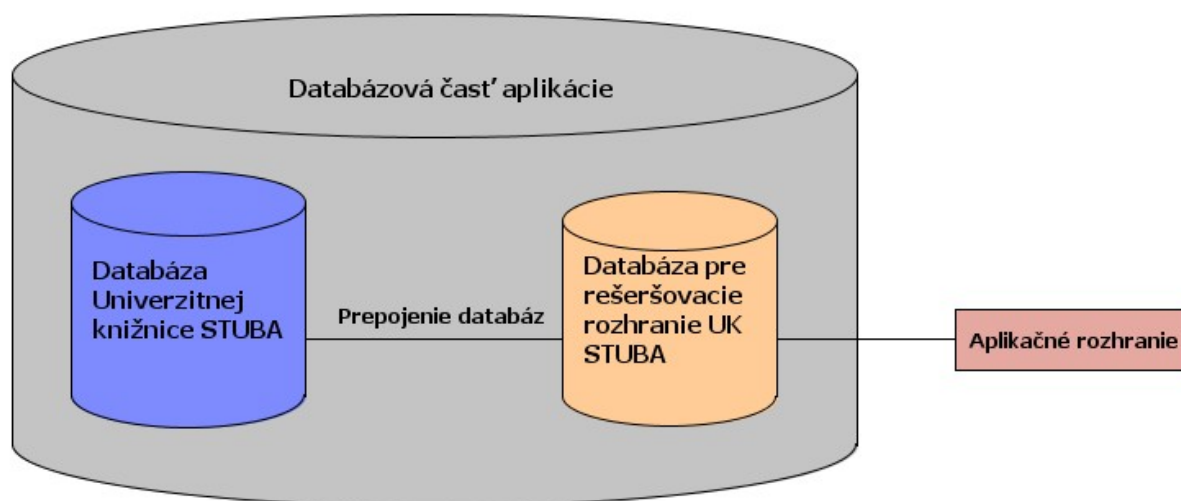 Databázová časť aplikácie
Databáza
Univerzitnej
knižnice STUBA
Prepojenie databáz
Databáza pre
rešeršovacie
rozhranie UK
STUBA
Aplikačné rozhranie